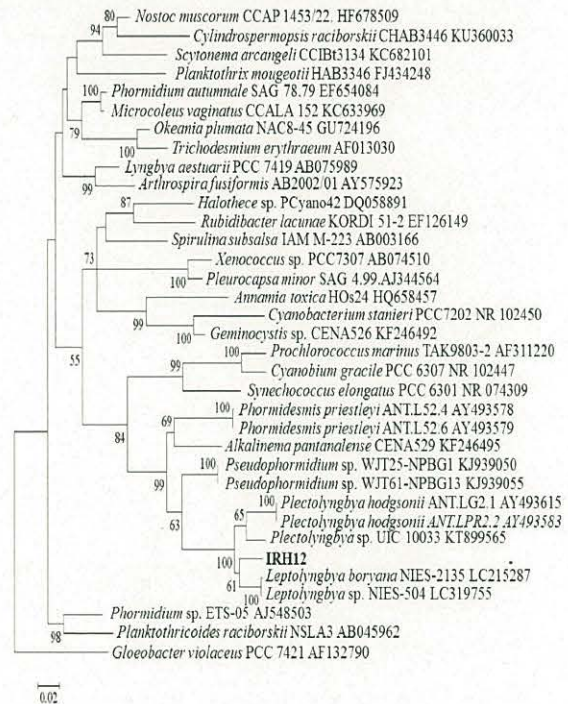 80
Nostoc muscorum CCAP 1453/22. HF678509
94
Cylindrospermopsis raciborskii CHAB3446 KU360033
Scytonema arcangeli CCIBt3134 KC682101
Planktothrix mougeotii HAB3346 FJ434248
100
Phormidium autumnale SAG 78.79 EF654084
Microcoleus vaginatus CCALA 152 KC633969
79
Okeania plumata NAC8-45 GU724196
100
Trichodesmium erythraeum AF013030
Lyngbya aestuarii PCC 7419 AB075989
99
Arthrospira fusiformis AB2002/01 AY575923
87
Halothece sp. PCyano42 DQ058891
Rubidibacter lacunae KORDI 51-2 EF126149
Spirulina subsalsa IAM M-223 AB003166
73
Xenococcus sp. PCC7307 AB074510
100
Pleurocapsa minor SAG 4.99.AJ344564
Annamia toxica HOs24 HQ658457
99
Cyanobacterium stanieri PCC7202 NR 102450
100
Geminocystis sp. CENA526 KF246492
55
Prochlorococcus marinus TAK9803-2 AF311220
99
100
Cyanobium gracile PCC 6307 NR 102447
Synechococcus elongatus PCC 6301 NR 074309
84
100
Phormidesmis priestleyi ANT.L52.4 AY493578
69
Phormidesmis priestleyi ANT.L52.6 AY493579
Alkalinema pantanalense CENA529 KF246495
99
100
Pseudophormidium sp. WJT25-NPBG1 KJ939050
Pseudophormidium sp. WJT61-NPBG13 KJ939055
63
100
Plectolyngbya hodgsonii ANT.LG2.1 AY493615
65
Plectolyngbya hodgsonii ANT.LPR2.2 AY493583
Plectolyngbya sp. UIC 10033 KT899565
100
IRH12
61
Leptolyngbya boryana NIES-2135 LC215287
100
Leptolyngbya sp. NIES-504 LC319755
Phormidium sp. ETS-05 AJ548503
98
Planktothricoides raciborskii NSLA3 AB045962
Gloeobacter violaceus PCC 7421 AF132790
0.02